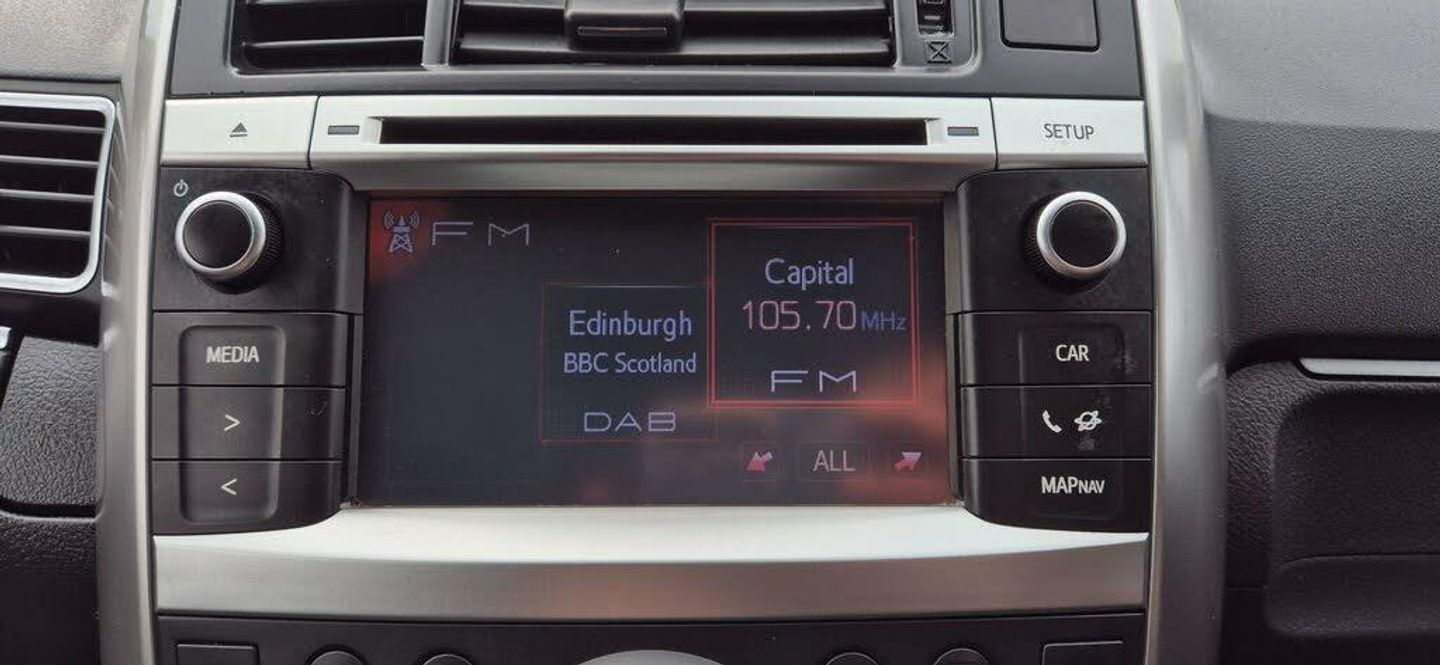 SETUP
FM
Capital
105.70 MHz
FM
Edinburgh
BBC Scotland
DAB
ALL
MEDIA
>
<
CAR
MAPNAV